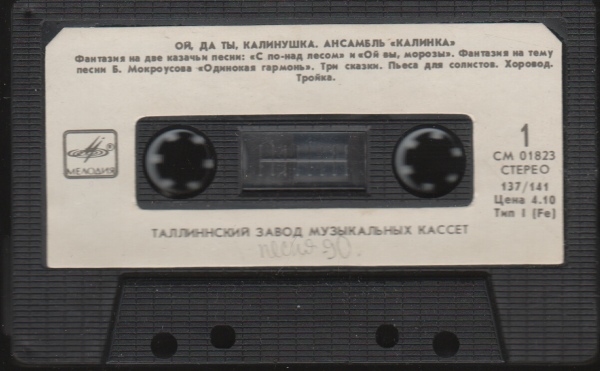 ОЙ, ДА ТЫ, КАЛИНУШКА. АНСАМБЛЬ «КАЛИНКА»
Фантазия на две казачьи песни: «С по-над лесом» и «Ой вы, морозы». Фантазия на тему
песни Б. Мокроусова «Одинокая гармонь». Три сказки. Пьеса для солистов. Хоровод.
Тройка.
МЕЛОДИЯ
1
СМ 01823
СТЕРЕО
137/141
Цена 4.10
Тип I (Fe)
ТАЛЛИННСКИЙ ЗАВОД МУЗЫКАЛЬНЫХ КАССЕТ
песня-90.